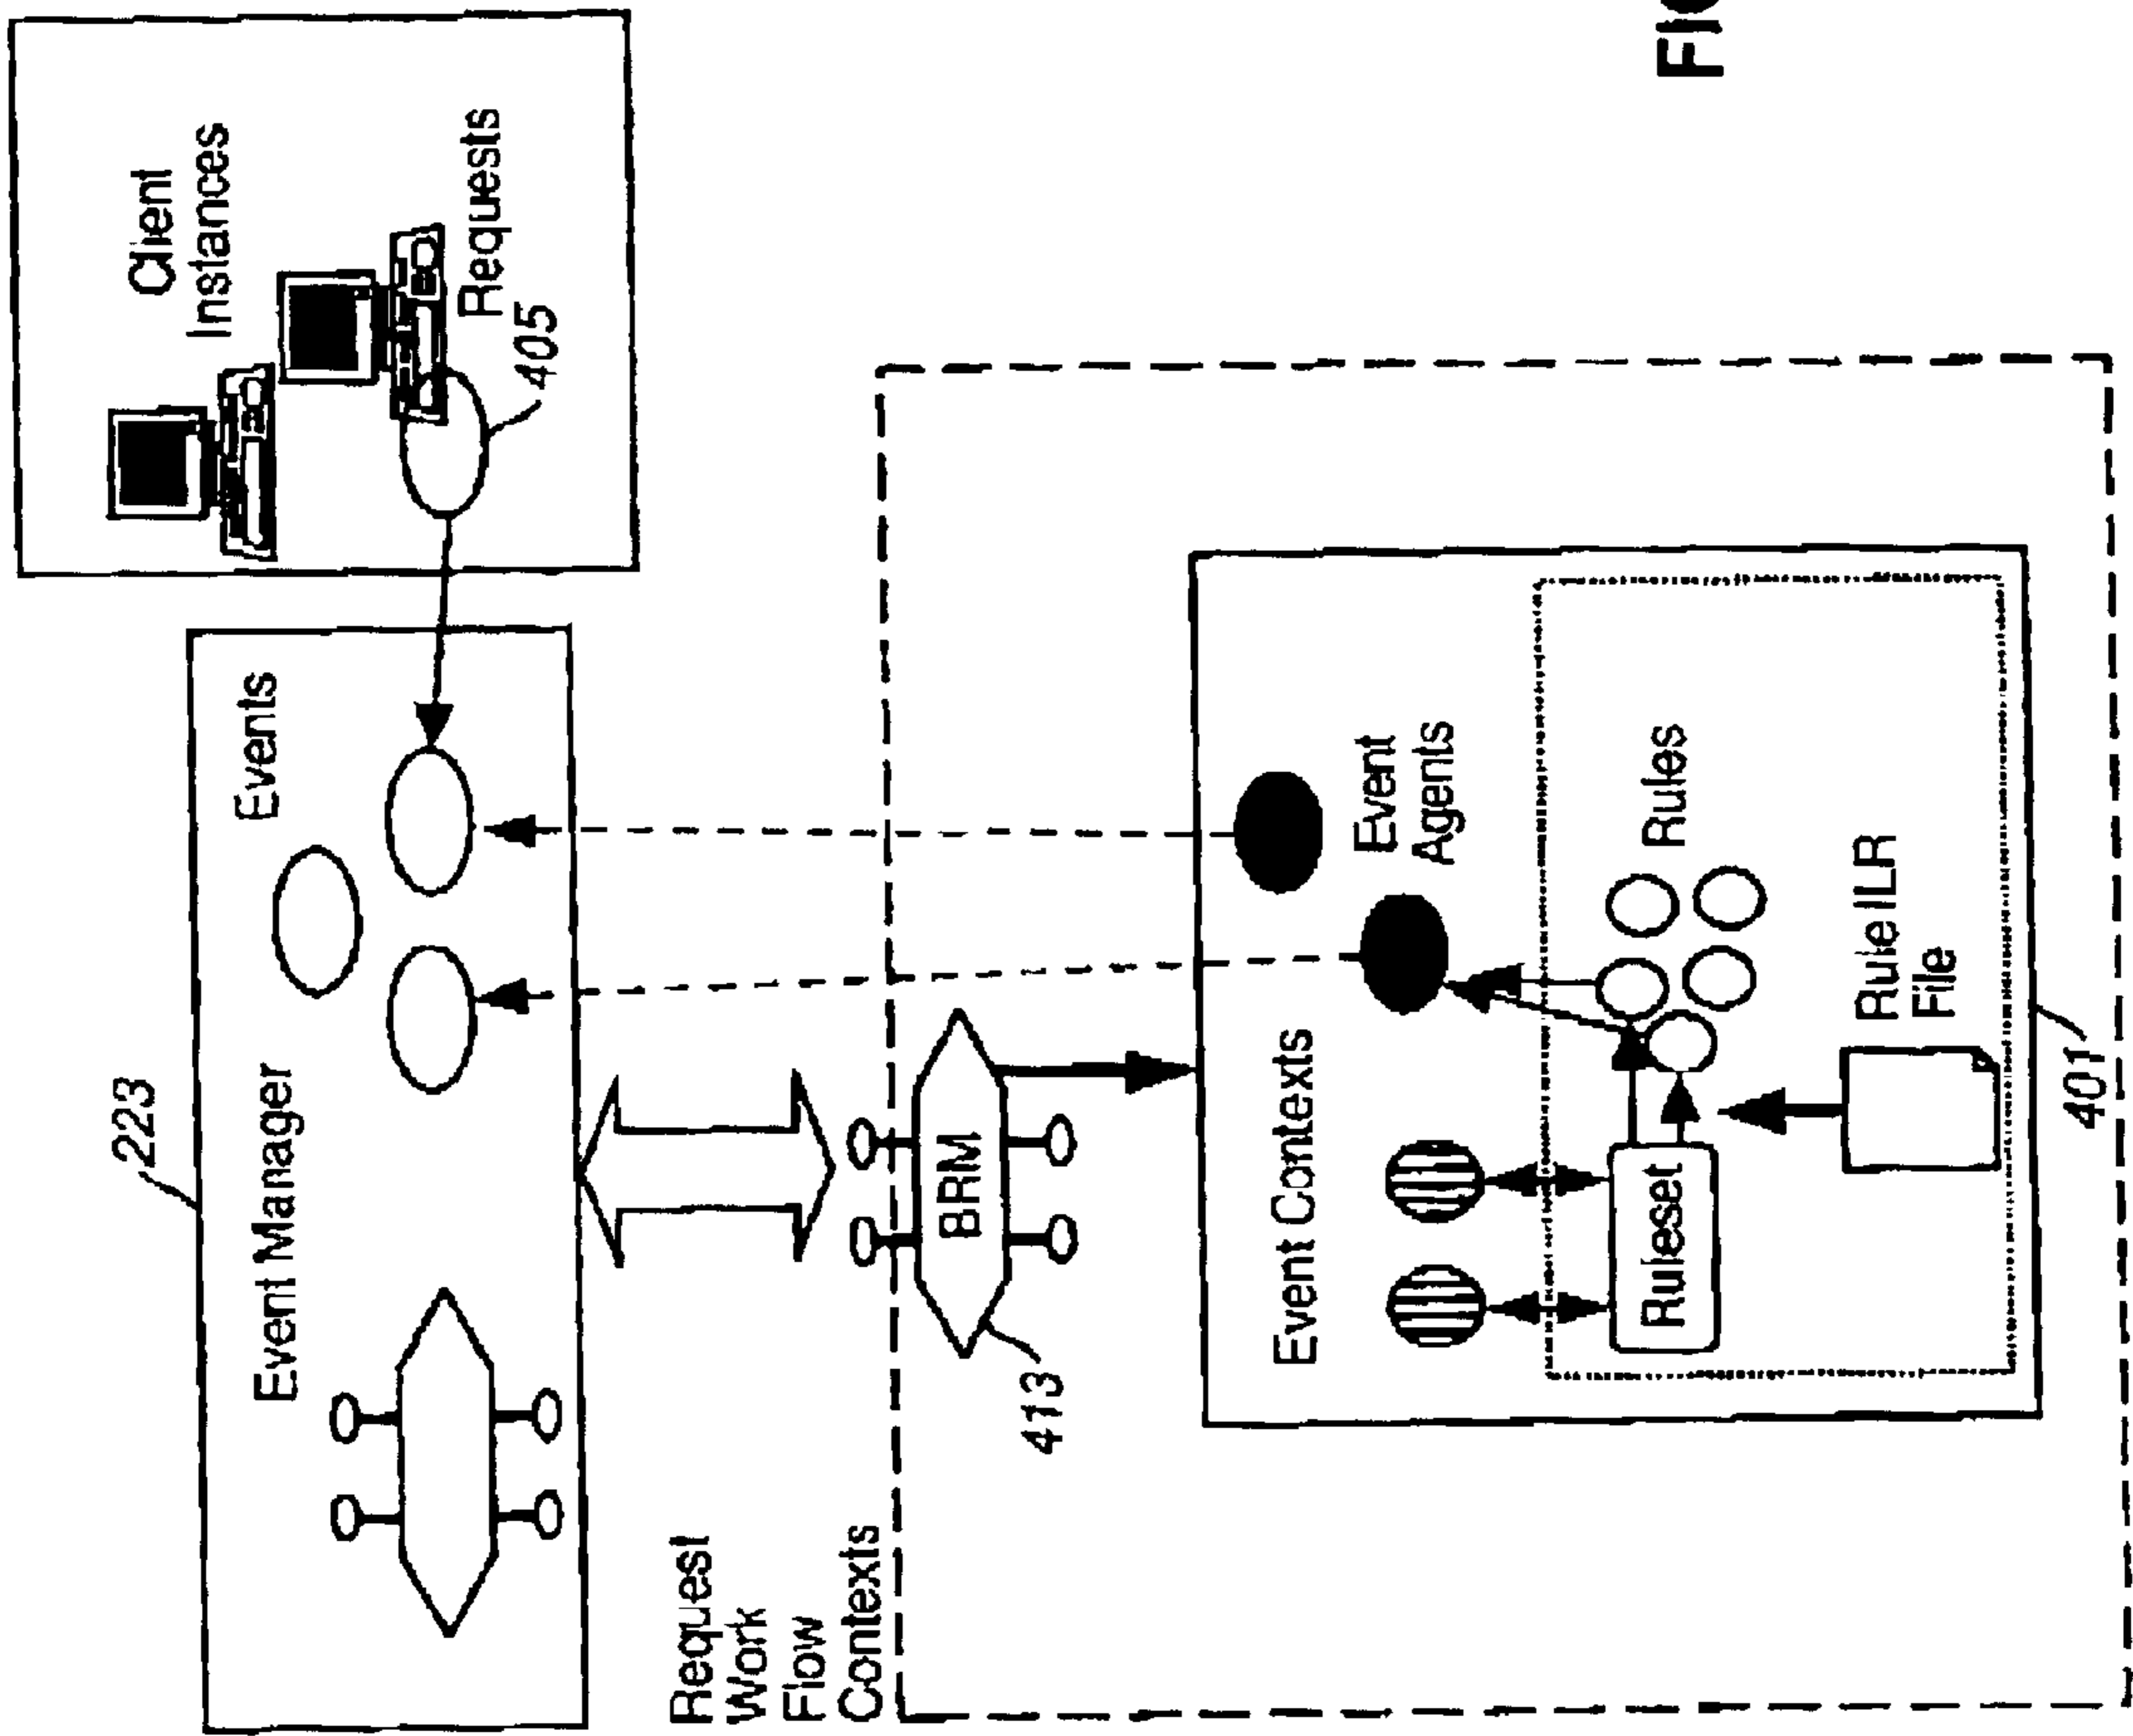 223
Event Manager
Events
Client
Instances
Requests
405
Request
Work
Flow
Contexts
BRM
413
Event Contexts
Event
Agents
Ruleset
Rules
Rule ILR
File
401